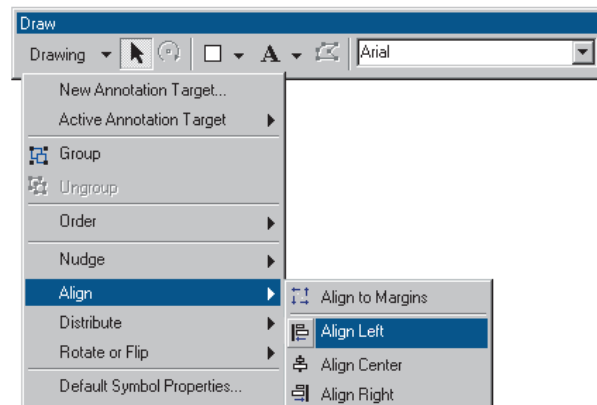 Draw
Drawing A Arial
New Annotation Target...
Active Annotation Target
Group
Ungroup
Order
Nudge
Align
Align to Margins
Distribute
Align Left
Rotate or Flip
Align Center
Default Symbol Properties...
Align Right